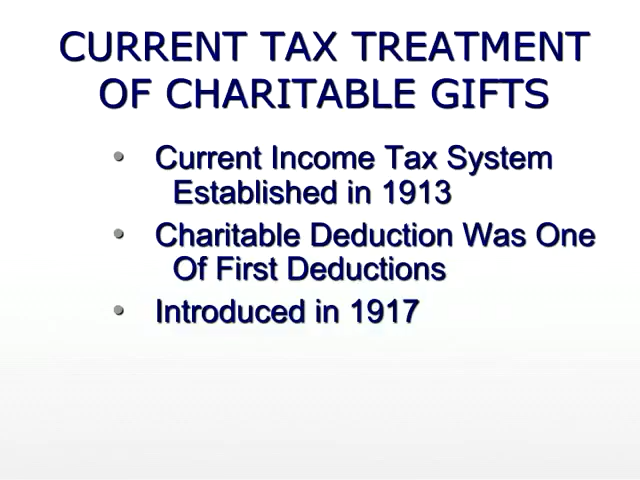 CURRENT TAX TREATMENT
OF CHARITABLE GIFTS
• Current Income Tax System
Established in 1913
• Charitable Deduction Was One
Of First Deductions
• Introduced in 1917